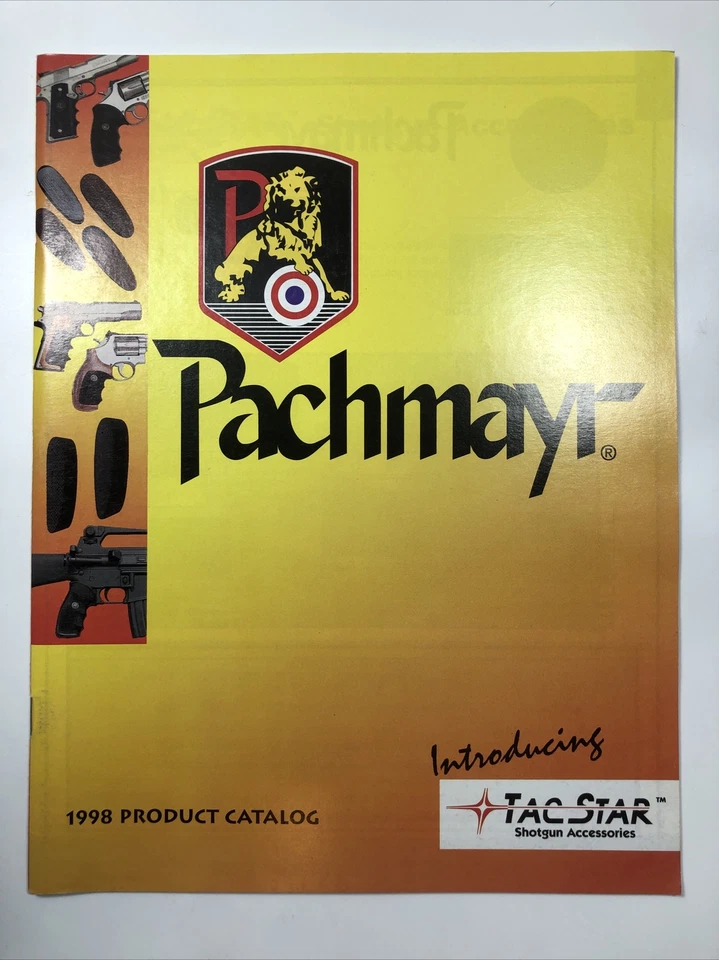 P
Pachmayr®
Introducing
TAC STAR™
Shotgun Accessories
1998 PRODUCT CATALOG